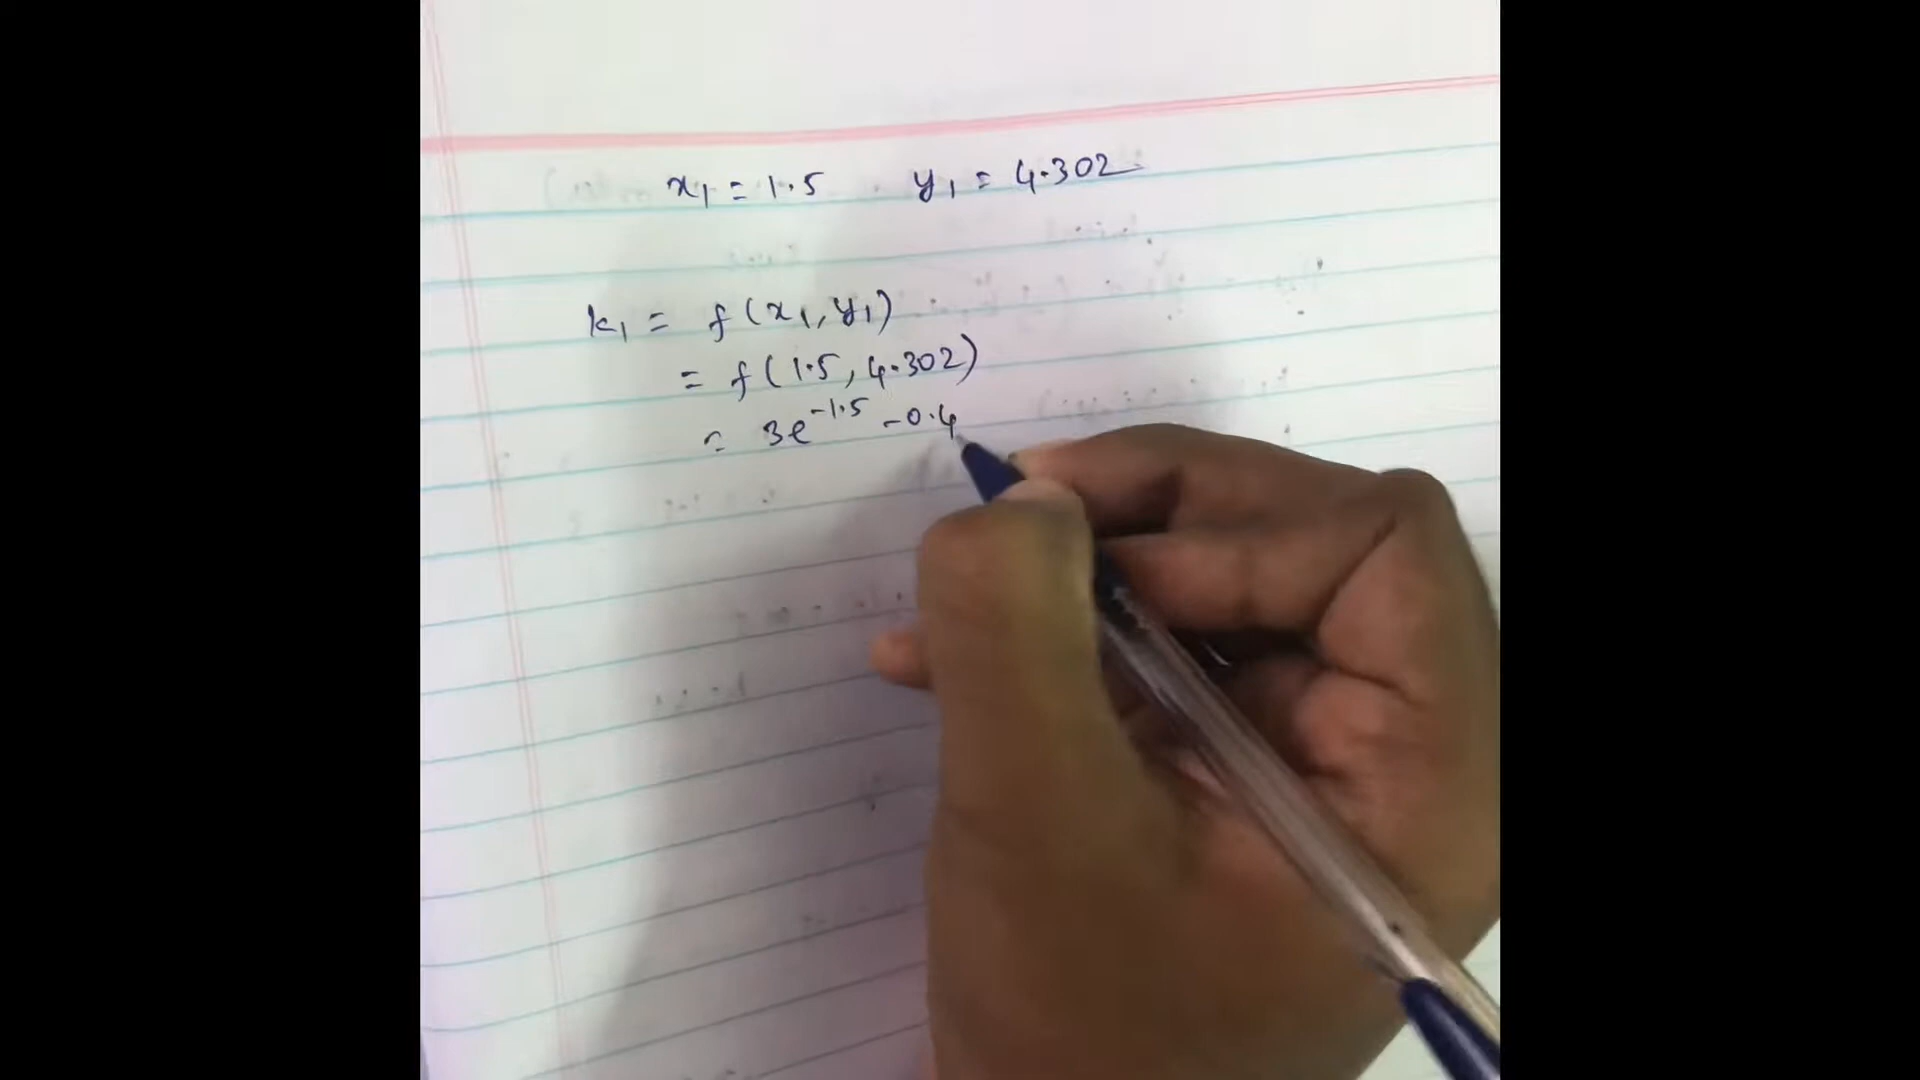 x₁ = 1.5 y₁ = 4.302
k₁ = f(x₁, y₁)
= f(1.5, 4.302)
= 3e^-1.5 - 0.4